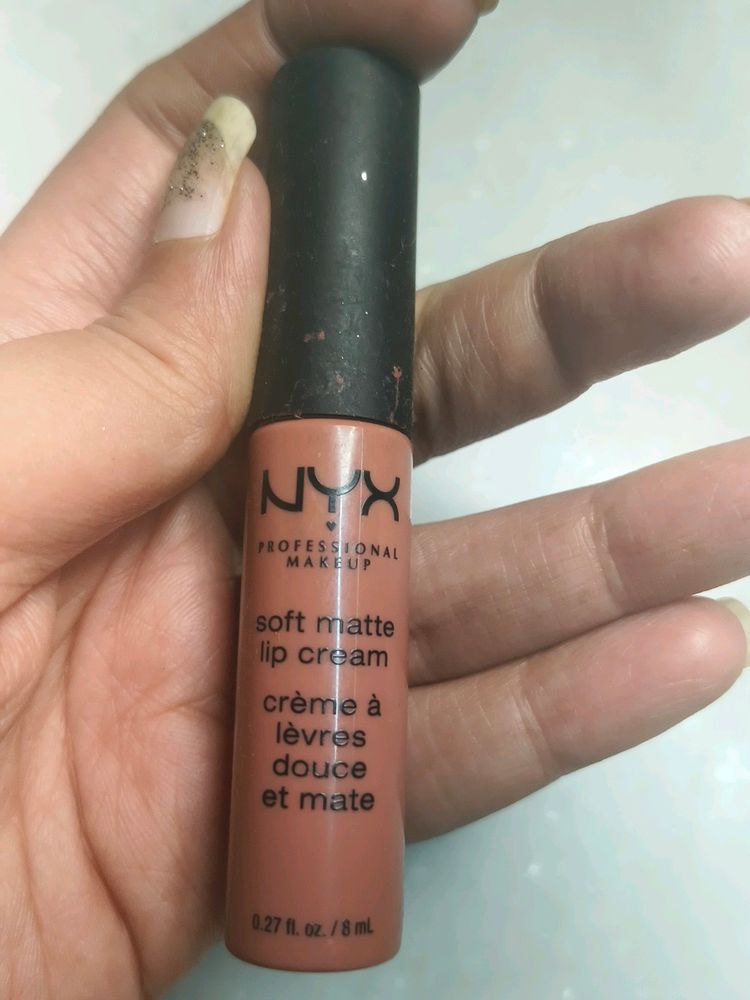 NYX
PROFESSIONAL
MAKEUP
soft matte
lip cream
crème à
lèvres
douce
et mate
0.27 fl. oz. / 8 mL